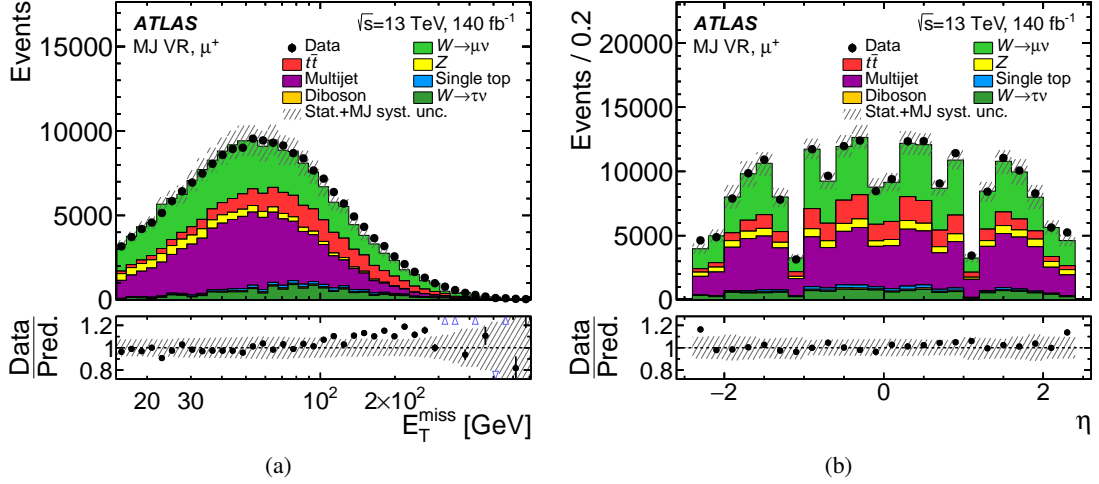 ATLAS √s=13 TeV, 140 fb⁻¹
MJ VR, μ⁺
Data
W→μν
tt̄
Z
Multijet
Single top
Diboson
W→τν
Stat.+MJ syst. unc.
Events
15000
10000
5000
0
Data
Pred.
1.2
1
0.8
20 30 10² 2×10²
E_T^miss [GeV]
(a)
ATLAS √s=13 TeV, 140 fb⁻¹
MJ VR, μ⁺
Data
W→μν
tt̄
Z
Multijet
Single top
Diboson
W→τν
Stat.+MJ syst. unc.
Events / 0.2
20000
15000
10000
5000
0
Data
Pred.
1.2
1
0.8
−2 0 2
η
(b)